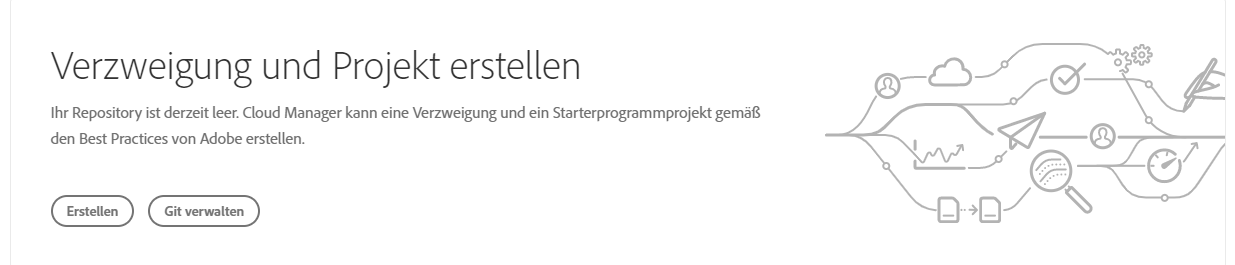 Verzweigung und Projekt erstellen
Ihr Repository ist derzeit leer. Cloud Manager kann eine Verzweigung und ein Starterprogrammprojekt gemäß
den Best Practices von Adobe erstellen.
Erstellen
Git verwalten